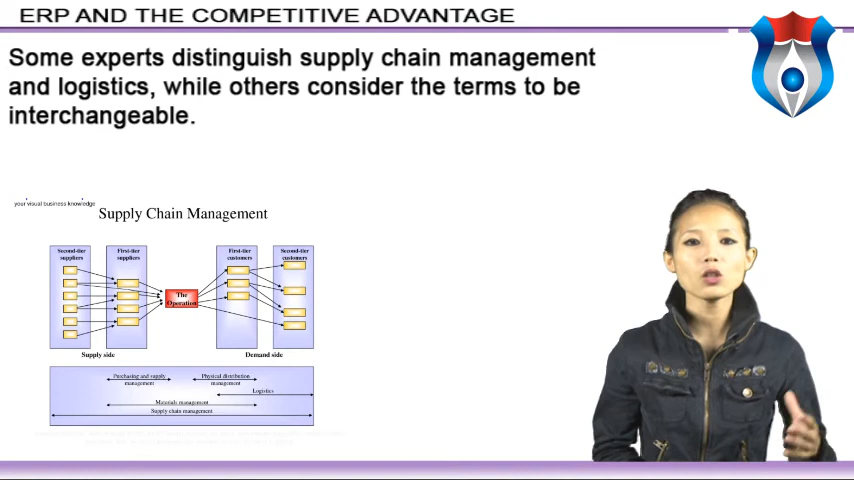 ERP AND THE COMPETITIVE ADVANTAGE
Some experts distinguish supply chain management
and logistics, while others consider the terms to be
interchangeable.
your visual business knowledge
Supply Chain Management
Second-tier
suppliers
First-tier
suppliers
First-tier
customers
Second-tier
customers
The
Operation
Supply side
Demand side
Purchasing and supply
management
Physical distribution
management
Logistics
Materials management
Supply chain management